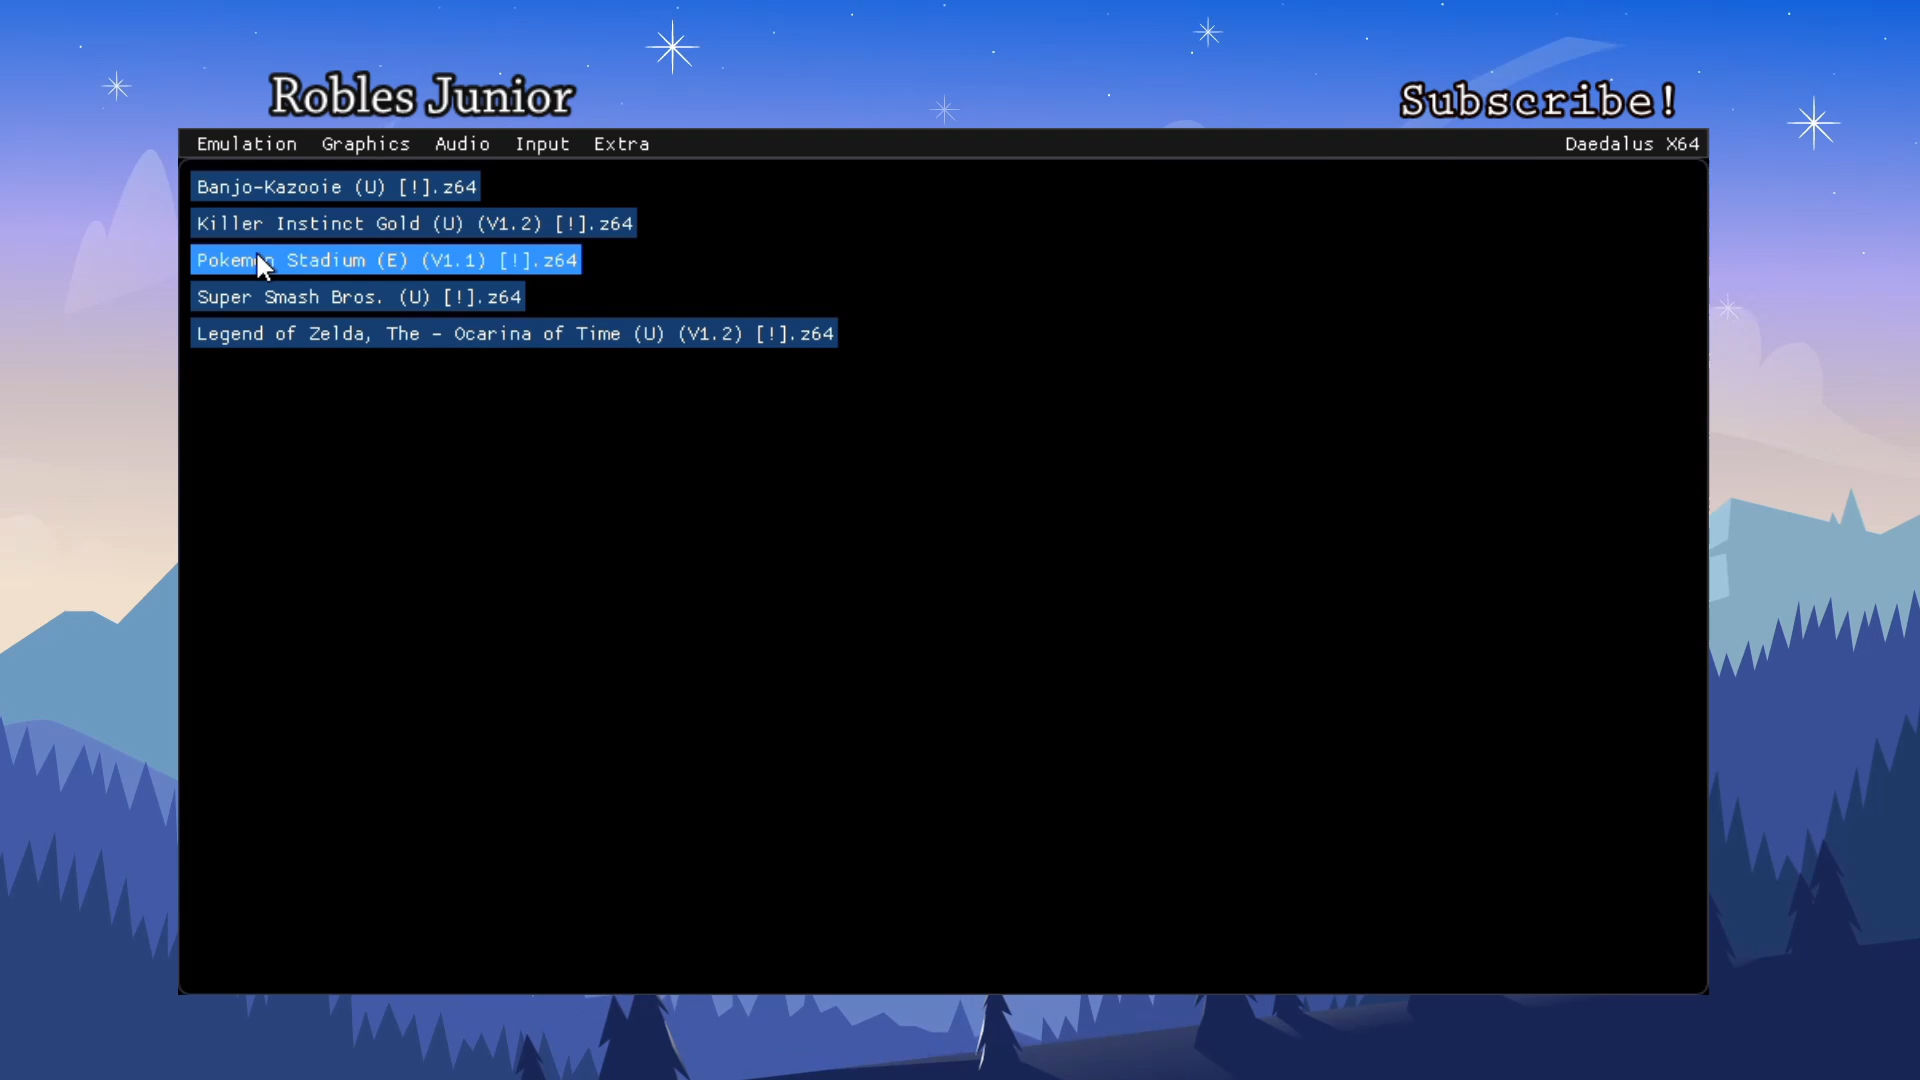 Robles Junior
Subscribe!
Emulation Graphics Audio Input Extra Daedalus X64
Banjo-Kazooie (U) [!].z64
Killer Instinct Gold (U) (V1.2) [!].z64
Pokemon Stadium (E) (V1.1) [!].z64
Super Smash Bros. (U) [!].z64
Legend of Zelda, The - Ocarina of Time (U) (V1.2) [!].z64